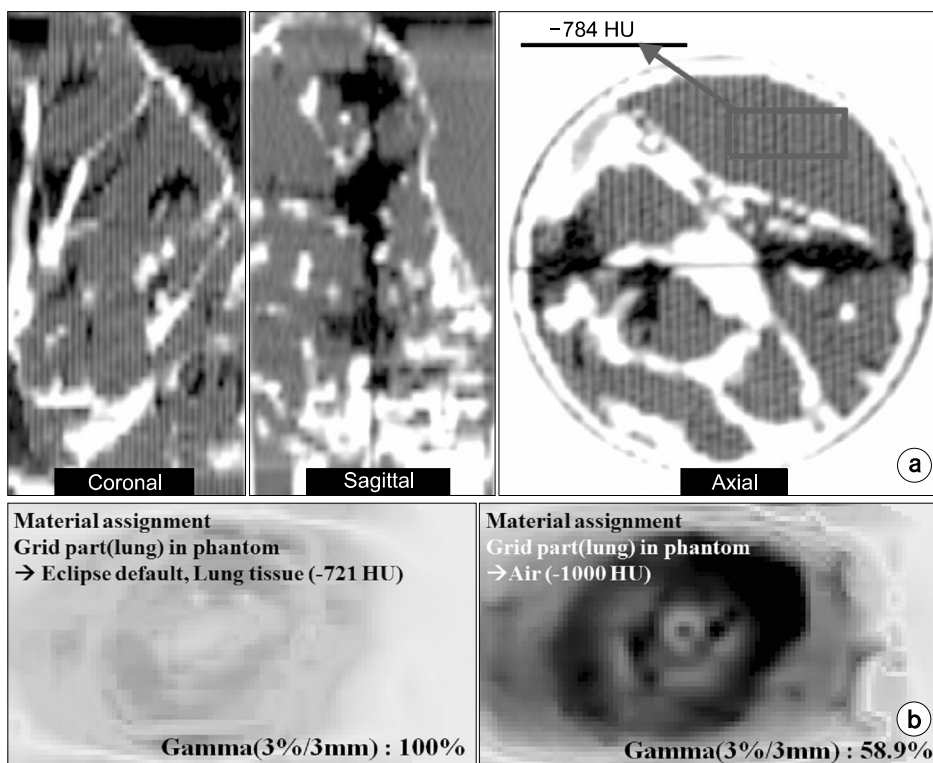 −784 HU
Coronal
Sagittal
Axial
a
Material assignment
Grid part(lung) in phantom
→ Eclipse default, Lung tissue (-721 HU)
Gamma(3%/3mm) : 100%
Material assignment
Grid part(lung) in phantom
→Air (-1000 HU)
Gamma(3%/3mm) : 58.9%
b